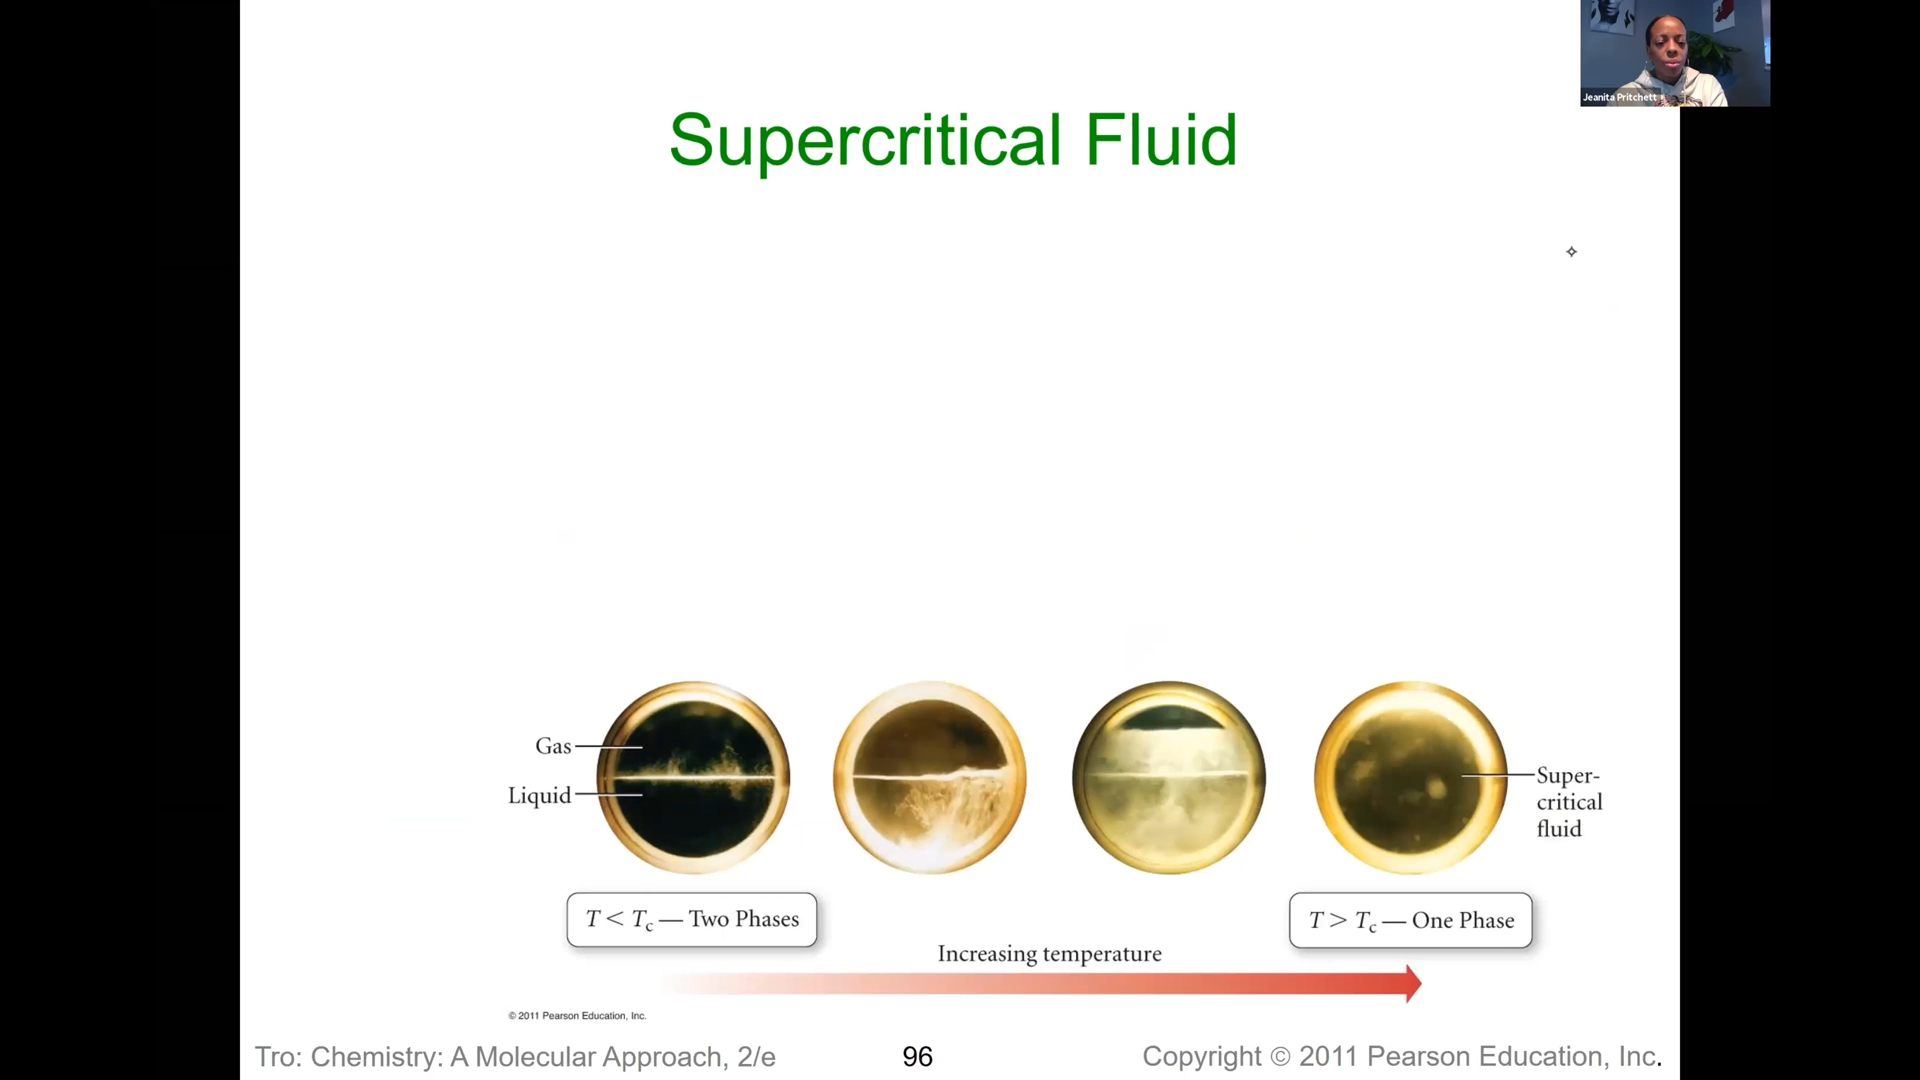 Jeanita Pritchett
Supercritical Fluid
Gas
Liquid
Super-
critical
fluid
T < Tc — Two Phases
T > Tc — One Phase
Increasing temperature
© 2011 Pearson Education, Inc.
Tro: Chemistry: A Molecular Approach, 2/e
96
Copyright © 2011 Pearson Education, Inc.